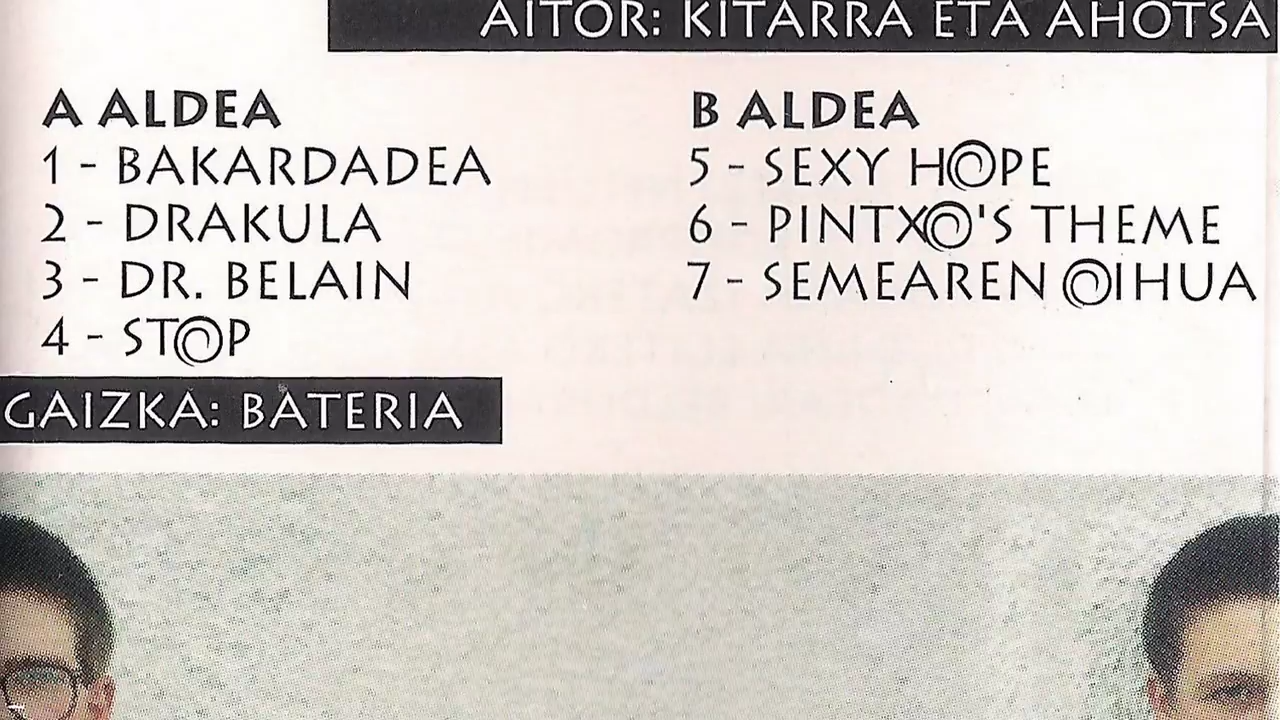 AITOR: KITARRA ETA AHOTSA
A ALDEA
1 - BAKARDADEA
2 - DRAKULA
3 - DR. BELAIN
4 - STOP
B ALDEA
5 - SEXY HOPE
6 - PINTXO'S THEME
7 - SEMEAREN OIHUA
GAIZKA: BATERIA